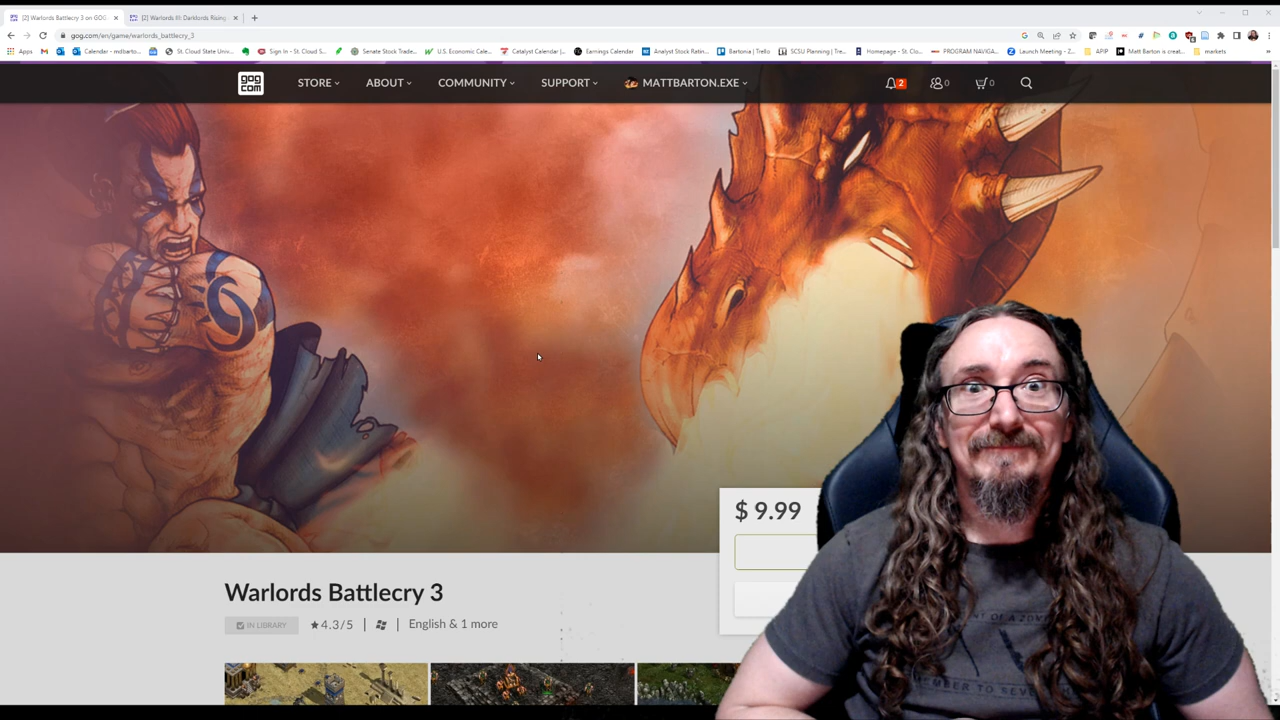 [2] Warlords Battlecry 3 on GOG
[2] Warlords III: Darklords Rising
gog.com/en/game/warlords_battlecry_3
Apps
Calendar - mdbarto...
St. Cloud State Univ...
Sign In - St. Cloud S...
Senate Stock Trade...
U.S. Economic Cale...
Catalyst Calendar |...
Earnings Calendar
Analyst Stock Ratin...
Bartonia | Trello
SCSU Planning | Tre...
Homepage - St. Clo...
PROGRAM NAVIGA...
Launch Meeting - Z...
APIP
Matt Barton is creat...
markets
GOG
COM
STORE
ABOUT
COMMUNITY
SUPPORT
MATTBARTON.EXE
2
0
0
$ 9.99
Warlords Battlecry 3
IN LIBRARY
4.3/5
English & 1 more